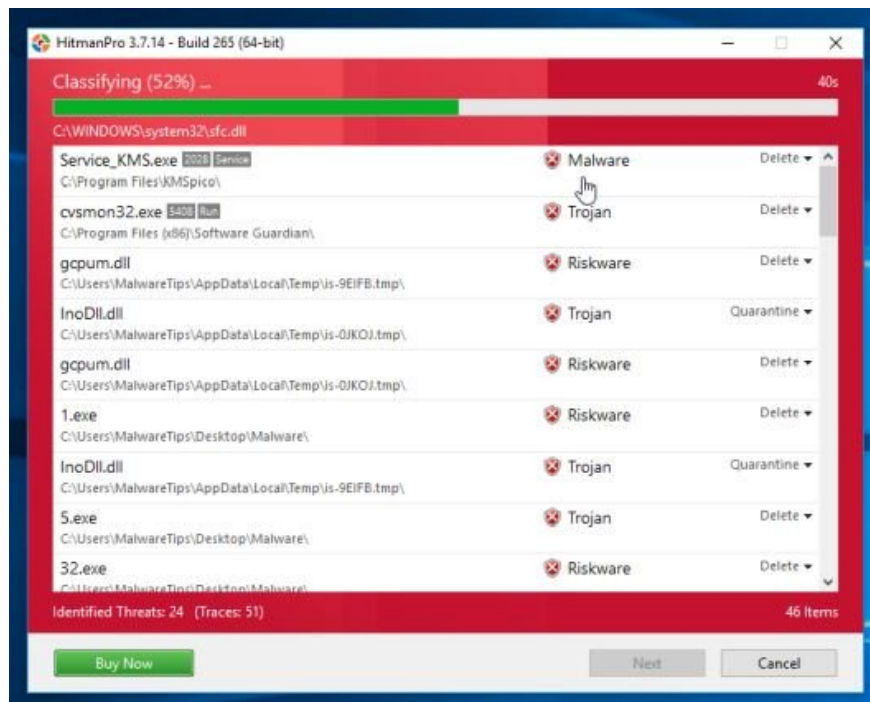 HitmanPro 3.7.14 - Build 265 (64-bit)
Classifying (52%) ...
40s
C:\WINDOWS\system32\sfc.dll
Service_KMS.exe 2028 Service Malware Delete
C:\Program Files\KMSpico\
cvsmon32.exe 5408 Run Trojan Delete
C:\Program Files (x86)\Software Guardian\
gcpum.dll Riskware Delete
C:\Users\MalwareTips\AppData\Local\Temp\is-9EIFB.tmp\
InoDll.dll Trojan Quarantine
C:\Users\MalwareTips\AppData\Local\Temp\is-0JKOJ.tmp\
gcpum.dll Riskware Delete
C:\Users\MalwareTips\AppData\Local\Temp\is-0JKOJ.tmp\
1.exe Riskware Delete
C:\Users\MalwareTips\Desktop\Malware\
InoDll.dll Trojan Quarantine
C:\Users\MalwareTips\AppData\Local\Temp\is-9EIFB.tmp\
5.exe Trojan Delete
C:\Users\MalwareTips\Desktop\Malware\
32.exe Riskware Delete
C:\Users\MalwareTips\Desktop\Malware\
Identified Threats: 24 (Traces: 51) 46 Items
Buy Now Next Cancel